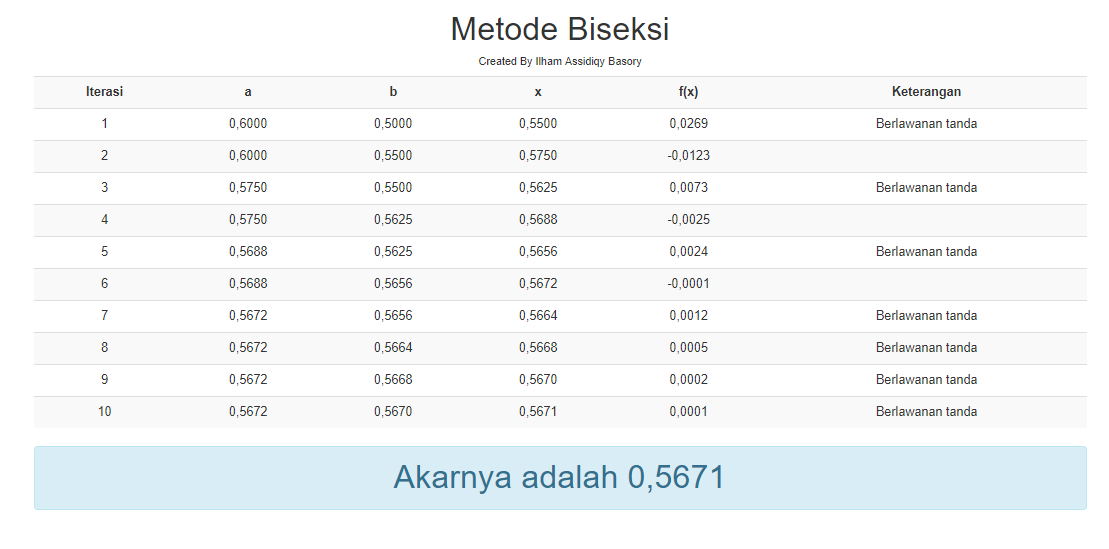 Metode Biseksi
Created By Ilham Assidiqy Basory
Iterasi a b x f(x) Keterangan
1 0,6000 0,5000 0,5500 0,0269 Berlawanan tanda
2 0,6000 0,5500 0,5750 -0,0123
3 0,5750 0,5500 0,5625 0,0073 Berlawanan tanda
4 0,5750 0,5625 0,5688 -0,0025
5 0,5688 0,5625 0,5656 0,0024 Berlawanan tanda
6 0,5688 0,5656 0,5672 -0,0001
7 0,5672 0,5656 0,5664 0,0012 Berlawanan tanda
8 0,5672 0,5664 0,5668 0,0005 Berlawanan tanda
9 0,5672 0,5668 0,5670 0,0002 Berlawanan tanda
10 0,5672 0,5670 0,5671 0,0001 Berlawanan tanda
Akarnya adalah 0,5671